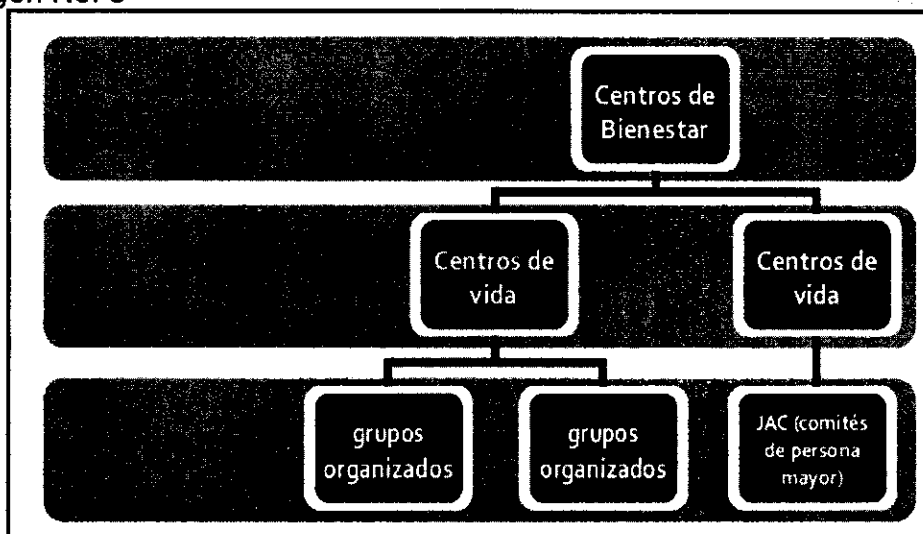 Centros de
Bienestar
Centros de
vida
Centros de
vida
grupos
organizados
grupos
organizados
JAC (comités
de persona
mayor)